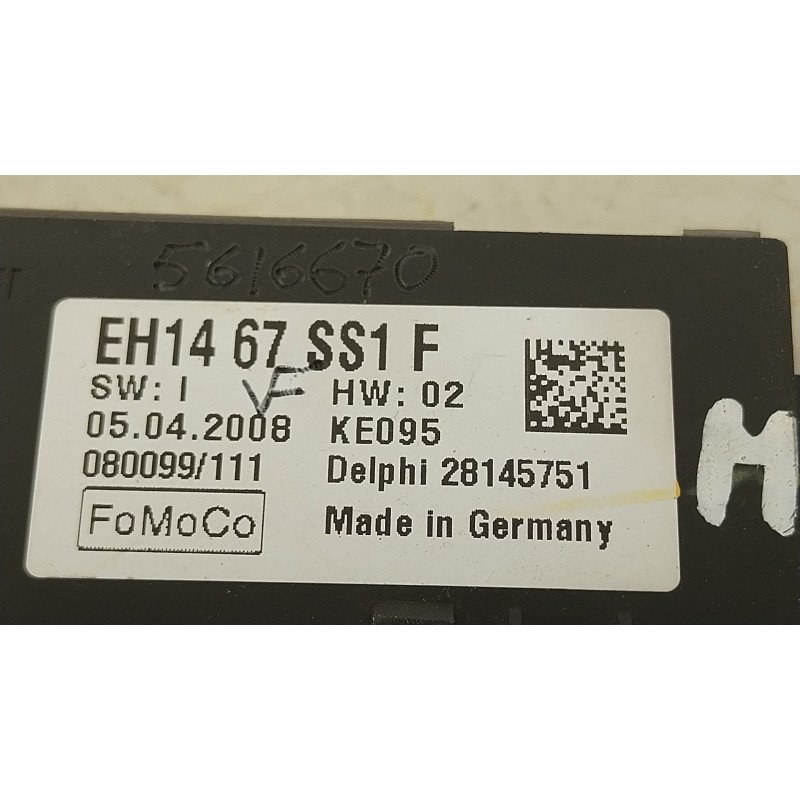 5616670
EH14 67 SS1 F
SW: I VF HW: 02
05.04.2008 KE095
080099/111 Delphi 28145751
FoMoCo Made in Germany
M